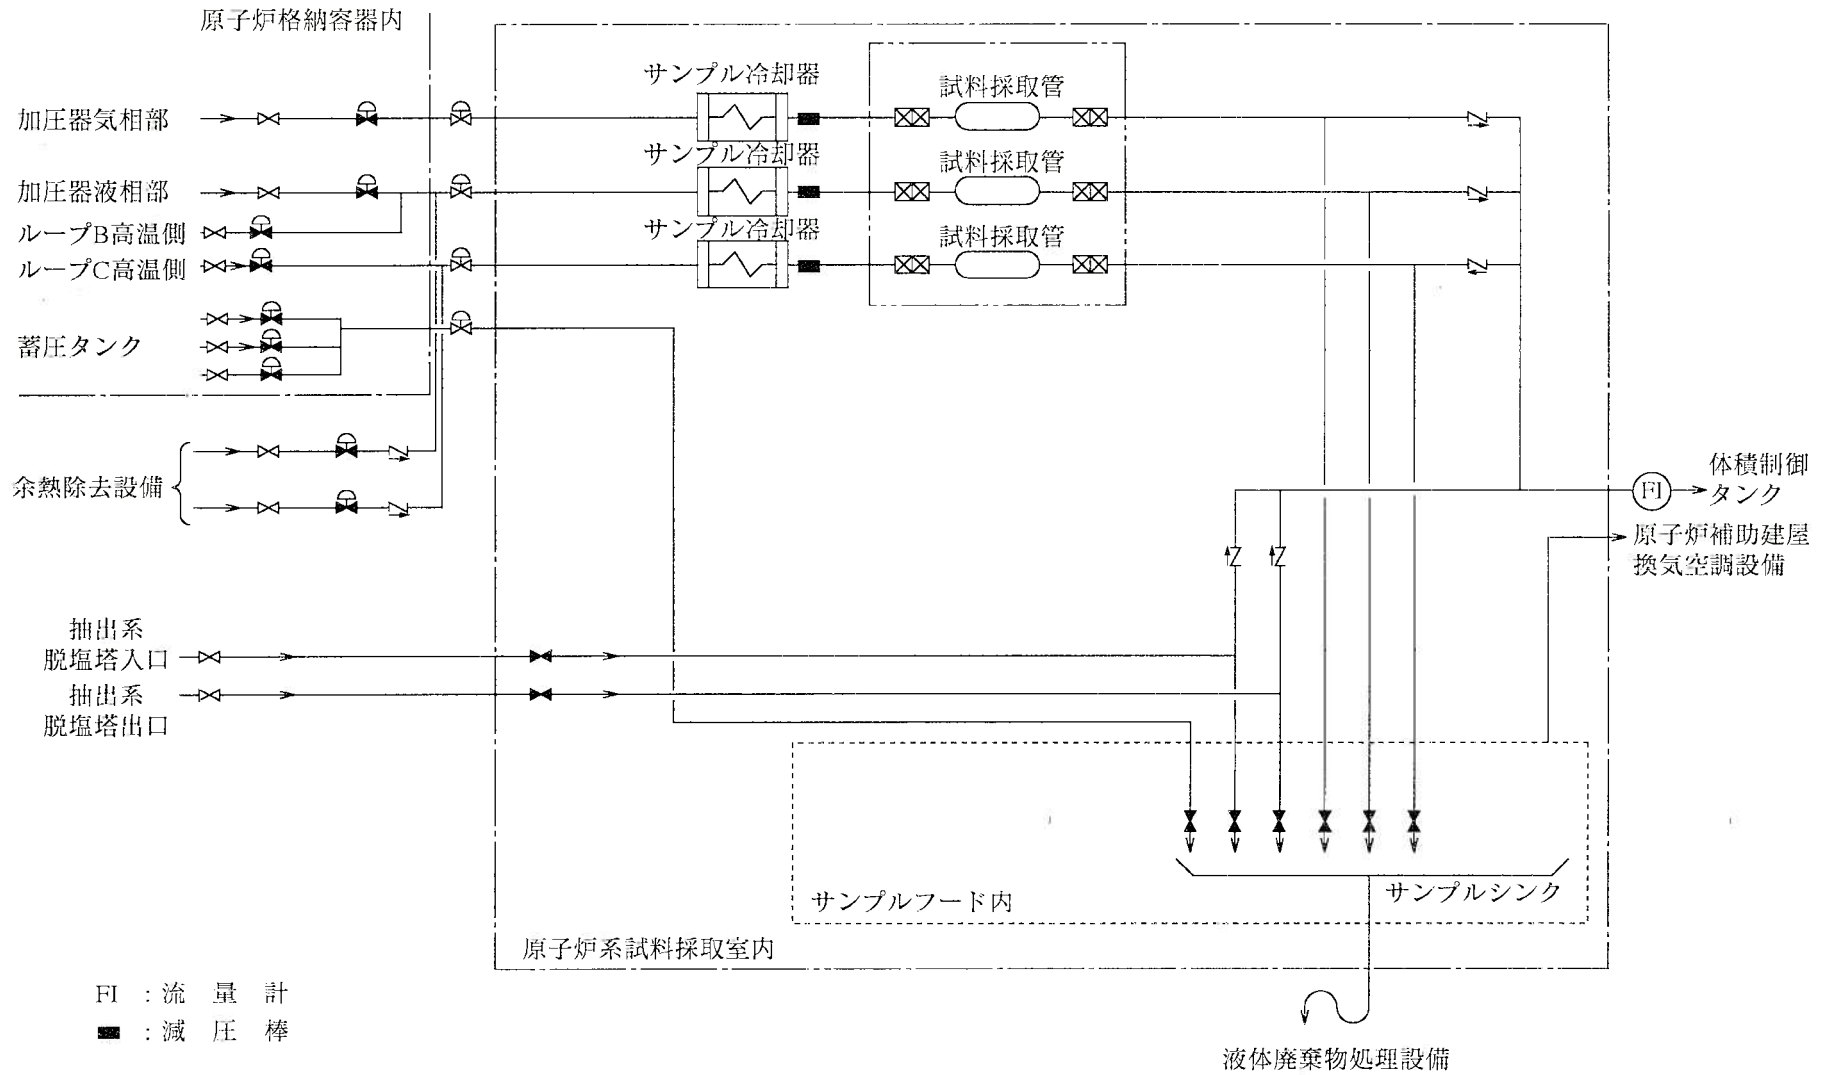 原子炉格納容器内
サンプル冷却器
試料採取管
加圧器気相部
サンプル冷却器
試料採取管
加圧器液相部
サンプル冷却器
試料採取管
ループB高温側
ループC高温側
蓄圧タンク
余熱除去設備
FI
体積制御
タンク
原子炉補助建屋
換気空調設備
抽出系
脱塩塔入口
抽出系
脱塩塔出口
サンプルシンク
サンプルフード内
原子炉系試料採取室内
FI :流 量 計
:減 圧 棒
液体廃棄物処理設備